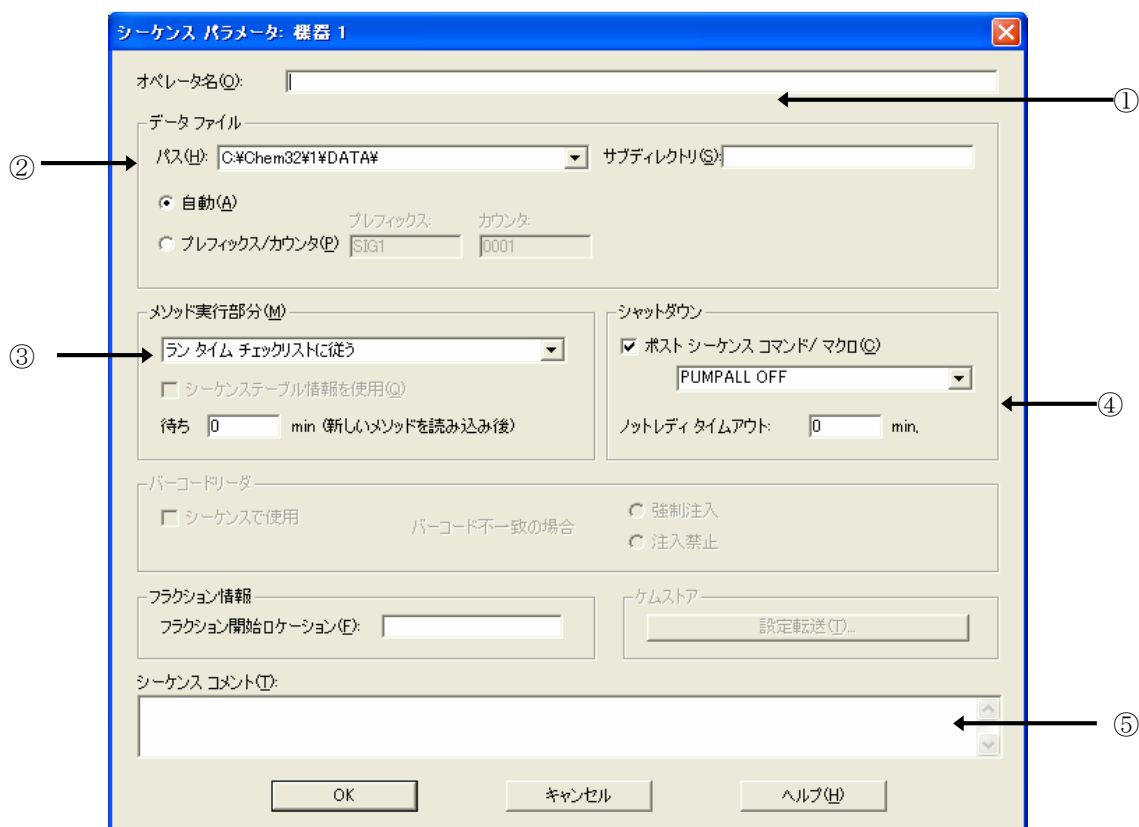 シーケンス パラメータ: 機器 1
オペレータ名(O):
①
データ ファイル
②
パス(H): C:¥Chem32¥1¥DATA¥ サブディレクトリ(S):
自動(A)
プレフィックス: カウンタ:
プレフィックス/カウンタ(P) SIG1 0001
メソッド実行部分(M) シャットダウン
③
ラン タイム チェックリストに従う ポスト シーケンス コマンド/ マクロ(C)
シーケンステーブル情報を使用(Q) PUMPALL OFF
④
待ち 0 min (新しいメソッドを読み込み後) ノットレディ タイムアウト: 0 min.
バーコードリーダ
シーケンスで使用 バーコード不一致の場合 強制注入
注入禁止
フラクション情報 ケムストア
フラクション開始ロケーション(F): 設定転送(T)...
シーケンス コメント(T):
⑤
OK キャンセル ヘルプ(H)